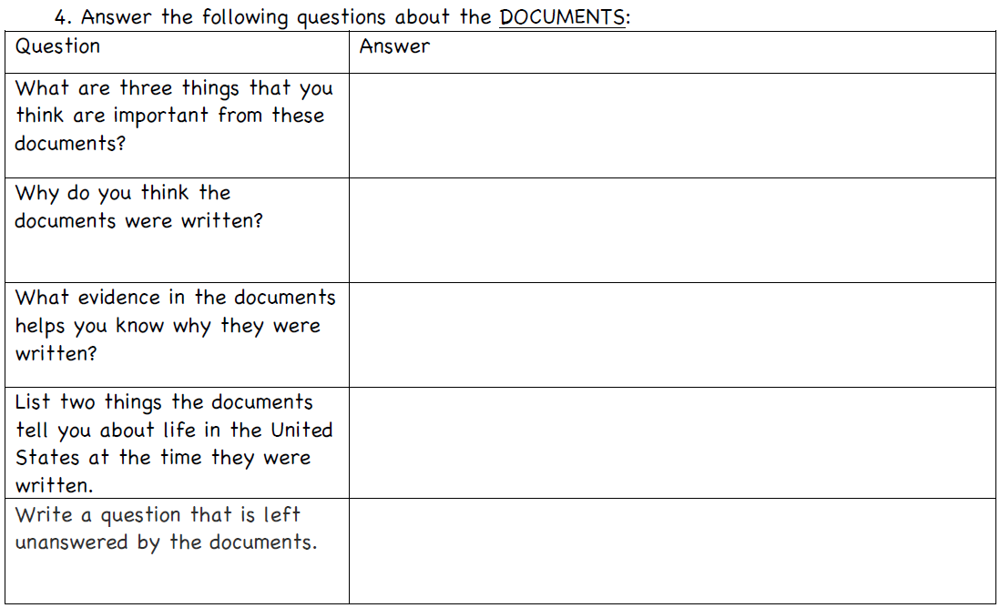 4. Answer the following questions about the DOCUMENTS:
Question
Answer
What are three things that you
think are important from these
documents?
Why do you think the
documents were written?
What evidence in the documents
helps you know why they were
written?
List two things the documents
tell you about life in the United
States at the time they were
written.
Write a question that is left
unanswered by the documents.